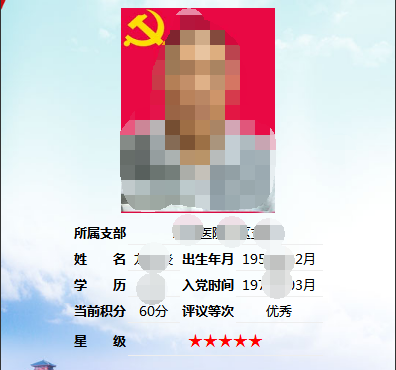 所属支部 医院 区
姓 名 出生年月 195 2月
学 历 入党时间 197 03月
当前积分 60分 评议等次 优秀
星 级 ★★★★★